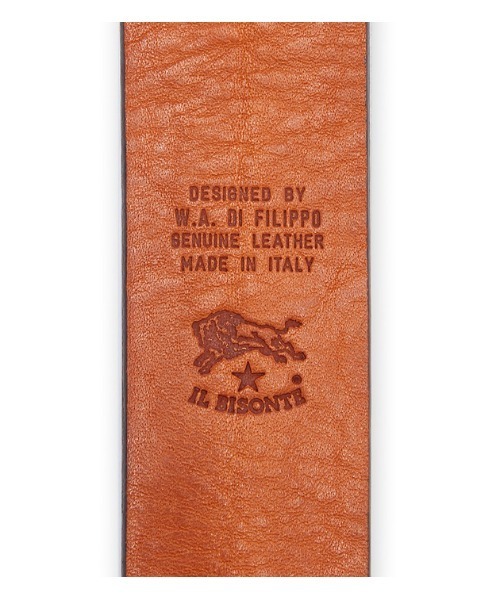 DESIGNED BY
W.A. DI FILIPPO
GENUINE LEATHER
MADE IN ITALY
IL BISONTE